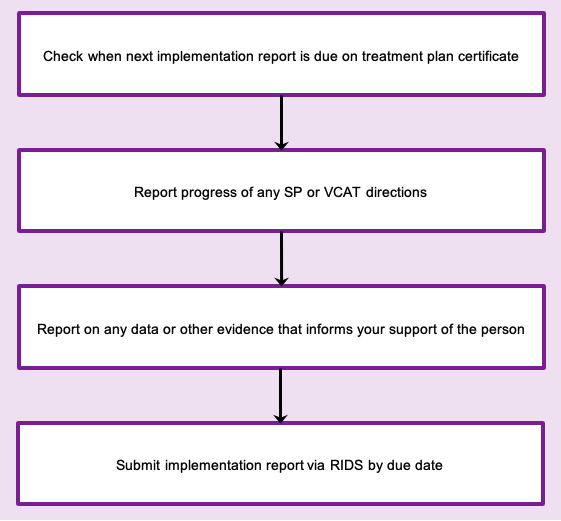 Check when next implementation report is due on treatment plan certificate
Report progress of any SP or VCAT directions
Report on any data or other evidence that informs your support of the person
Submit implementation report via RIDS by due date